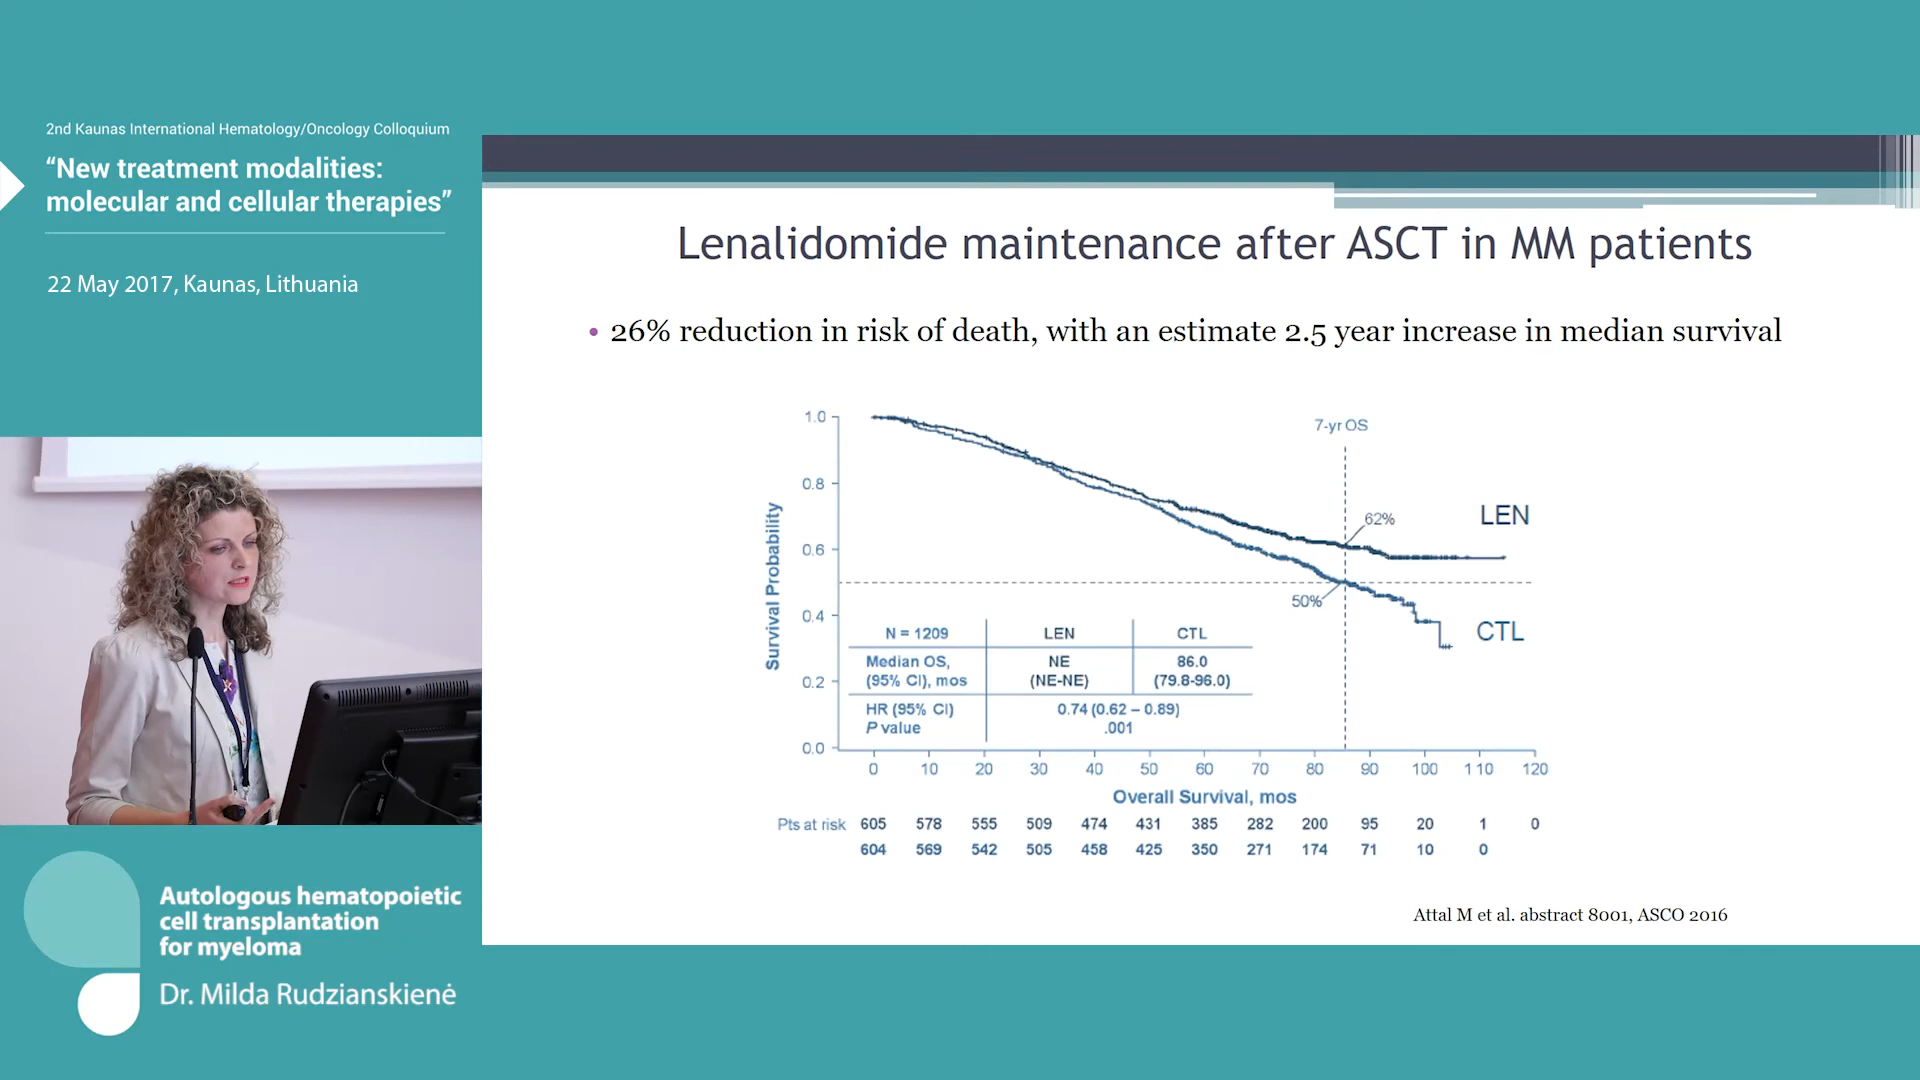 2nd Kaunas International Hematology/Oncology Colloquium
“New treatment modalities:
molecular and cellular therapies”
22 May 2017, Kaunas, Lithuania
Lenalidomide maintenance after ASCT in MM patients
• 26% reduction in risk of death, with an estimate 2.5 year increase in median survival
7-yr OS
1.0
0.8
0.6
0.4
0.2
0.0
Survival Probability
62%
LEN
50%
CTL
N = 1209 LEN CTL
Median OS, NE 86.0
(95% CI), mos (NE-NE) (79.8-96.0)
HR (95% CI) 0.74 (0.62 – 0.89)
P value .001
0 10 20 30 40 50 60 70 80 90 100 110 120
Overall Survival, mos
Pts at risk 605 578 555 509 474 431 385 282 200 95 20 1 0
604 569 542 505 458 425 350 271 174 71 10 0
Attal M et al. abstract 8001, ASCO 2016
Autologous hematopoietic
cell transplantation
for myeloma
Dr. Milda Rudzianskienė